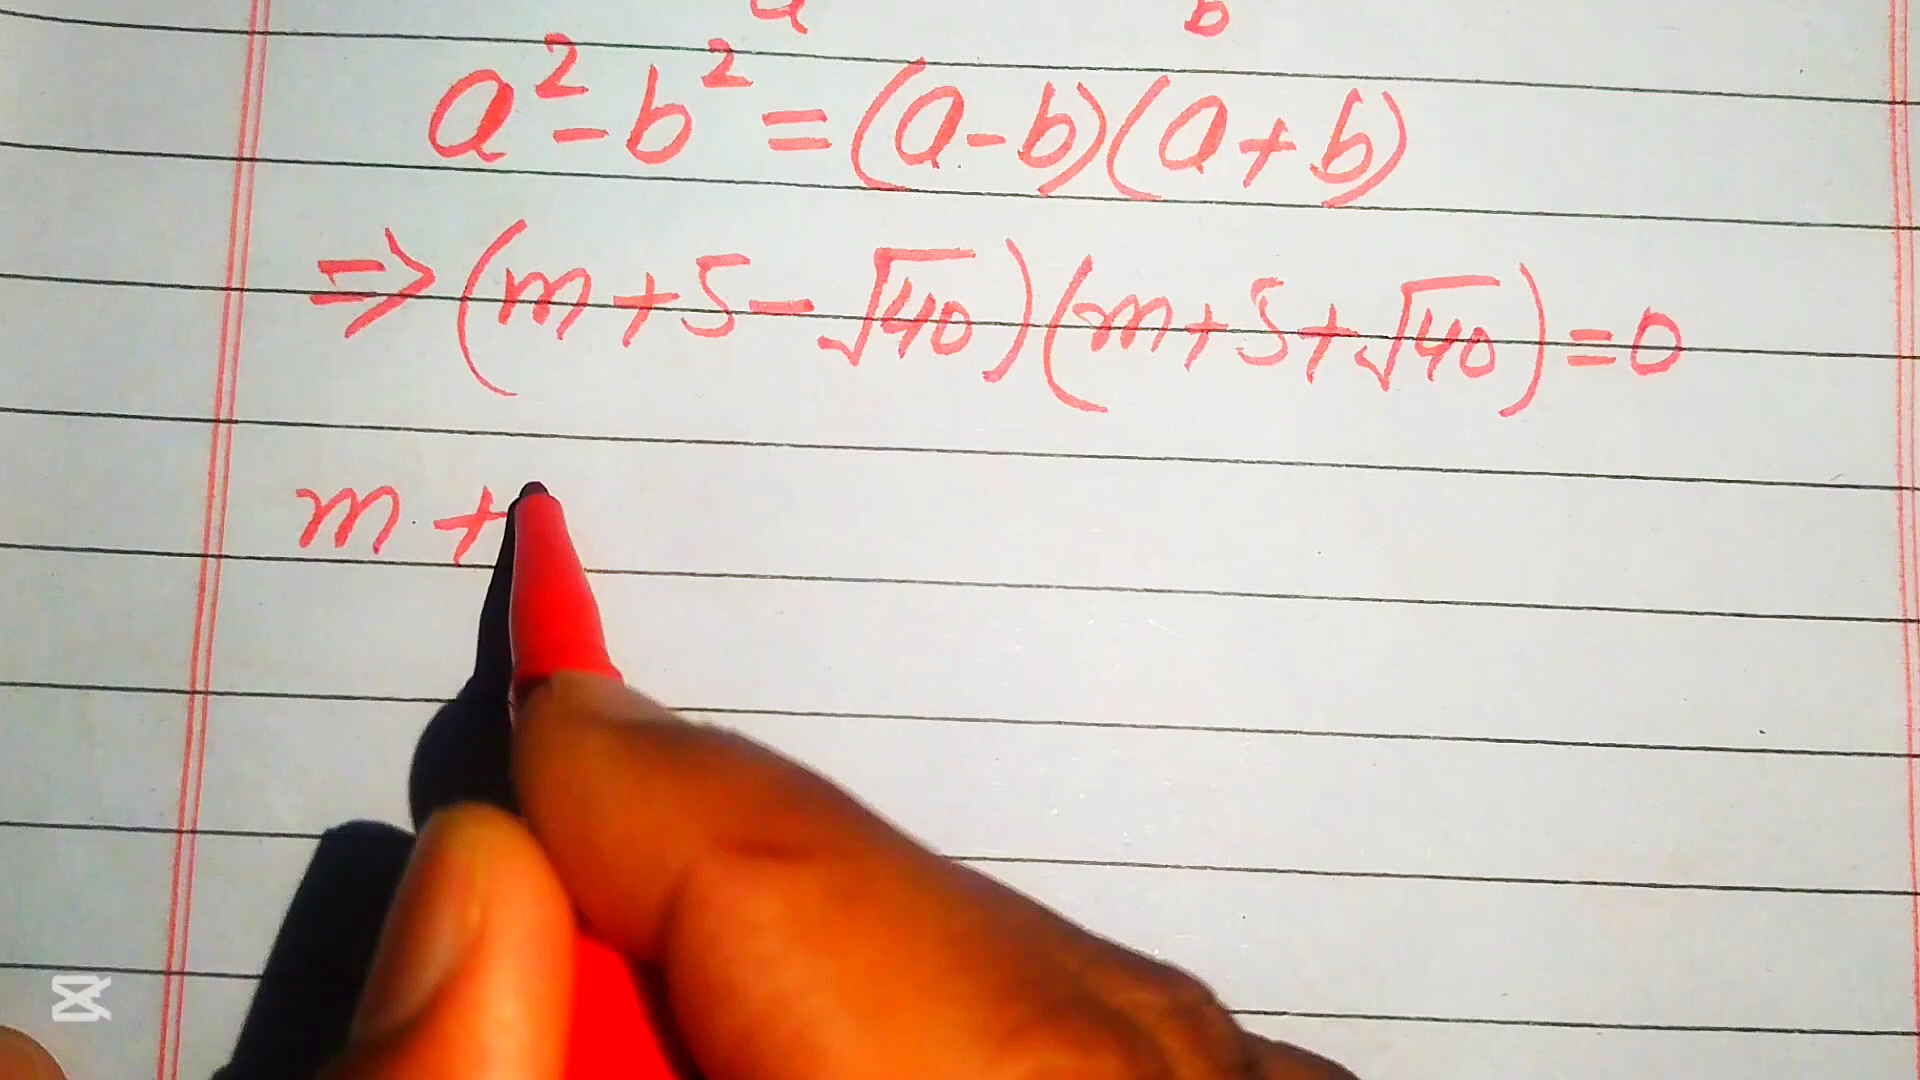 a b
a² - b² = (a-b)(a+b)
=> (m+5-√40)(m+5+√40)=0
m +